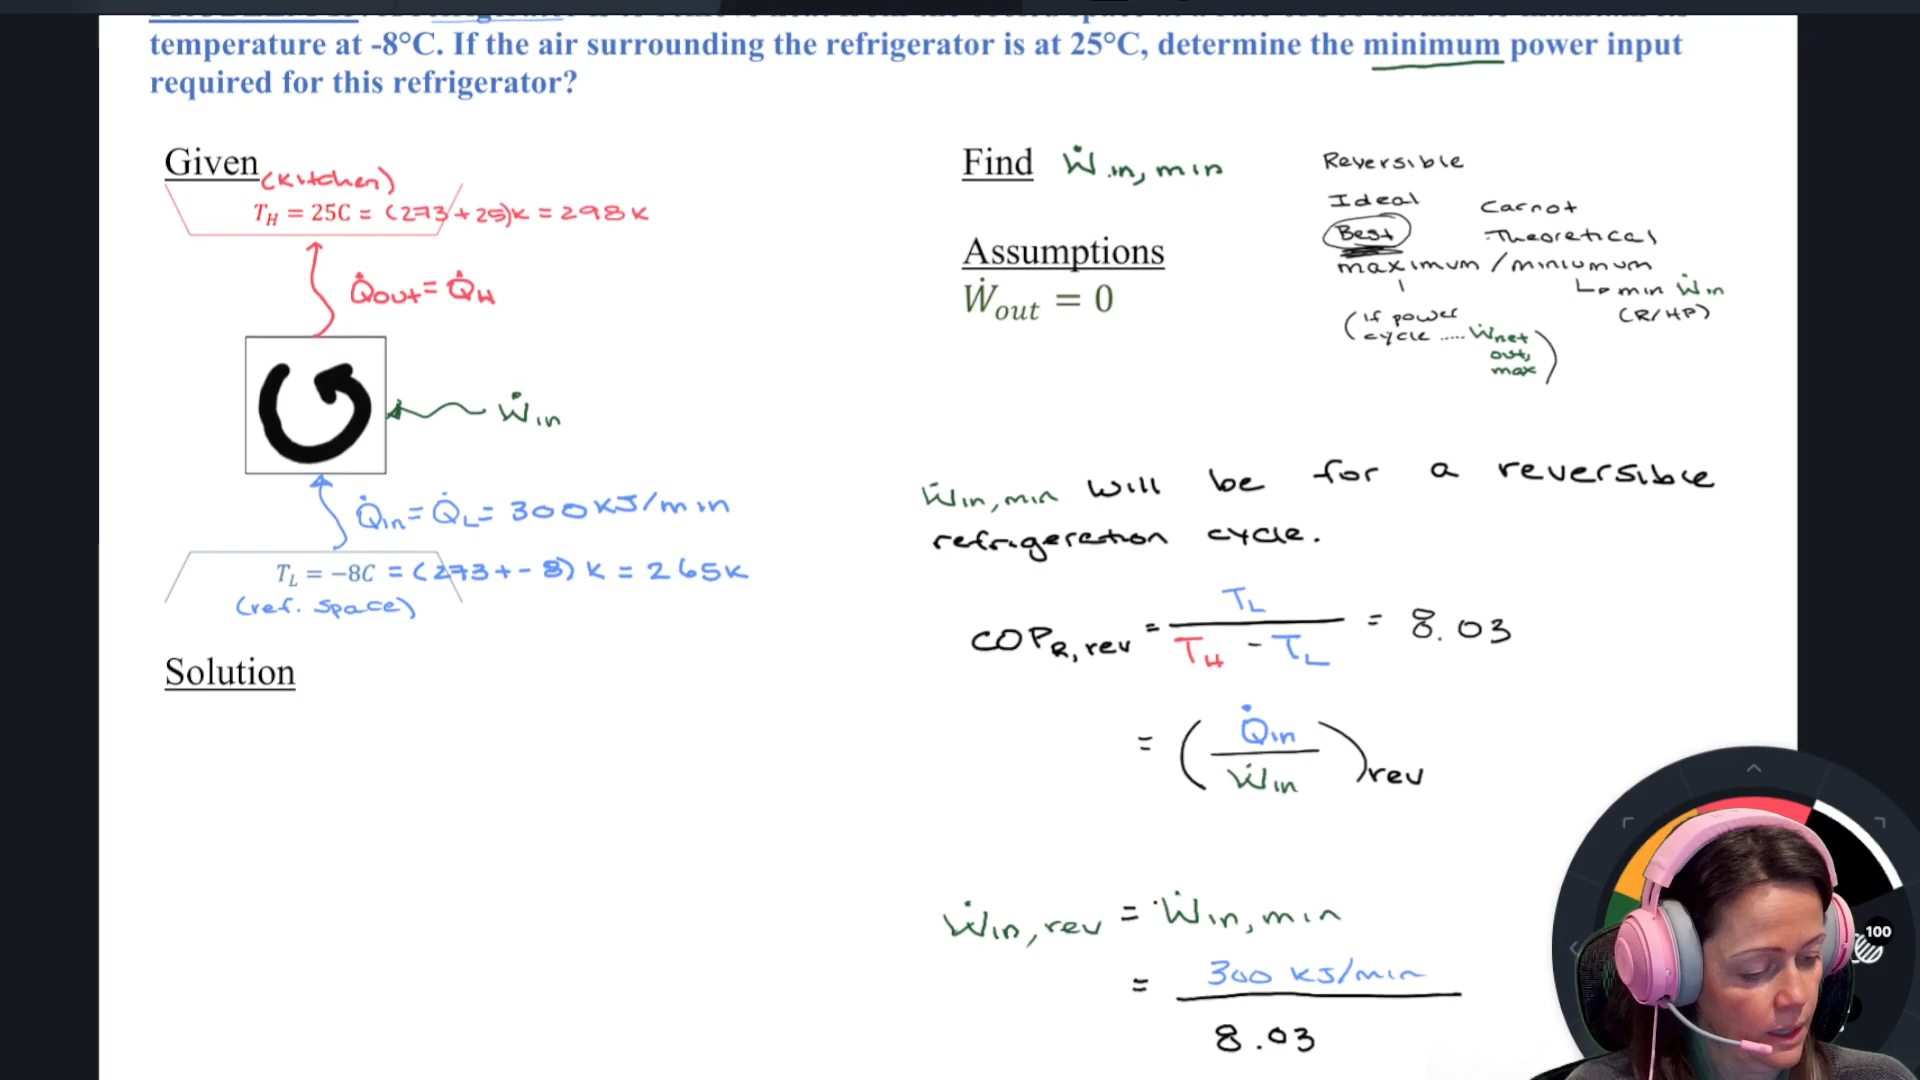 temperature at -8°C. If the air surrounding the refrigerator is at 25°C, determine the minimum power input
required for this refrigerator?
Given
(Kitchen)
T_H = 25C = (273+25)K = 298K
Q̇out = Q̇H
Ẇin
Q̇in = Q̇L = 300 KJ/min
T_L = -8C = (273+-8) K = 265K
(ref. space)
Solution
Find Ẇin, min
Assumptions
Ẇ_out = 0
Reversible
Ideal
Carnot
Best
Theoretical
maximum / miniumum
min Ẇin
(R/HP)
(if power
cycle ..... Ẇnet
out,
max)
Ẇin, min will be for a reversible
refrigeration cycle.
COP_R, rev = T_L / (T_H - T_L) = 8.03
= (Q̇in / Ẇin)rev
Ẇin, rev = Ẇin, min
= 300 KJ/min
8.03
100